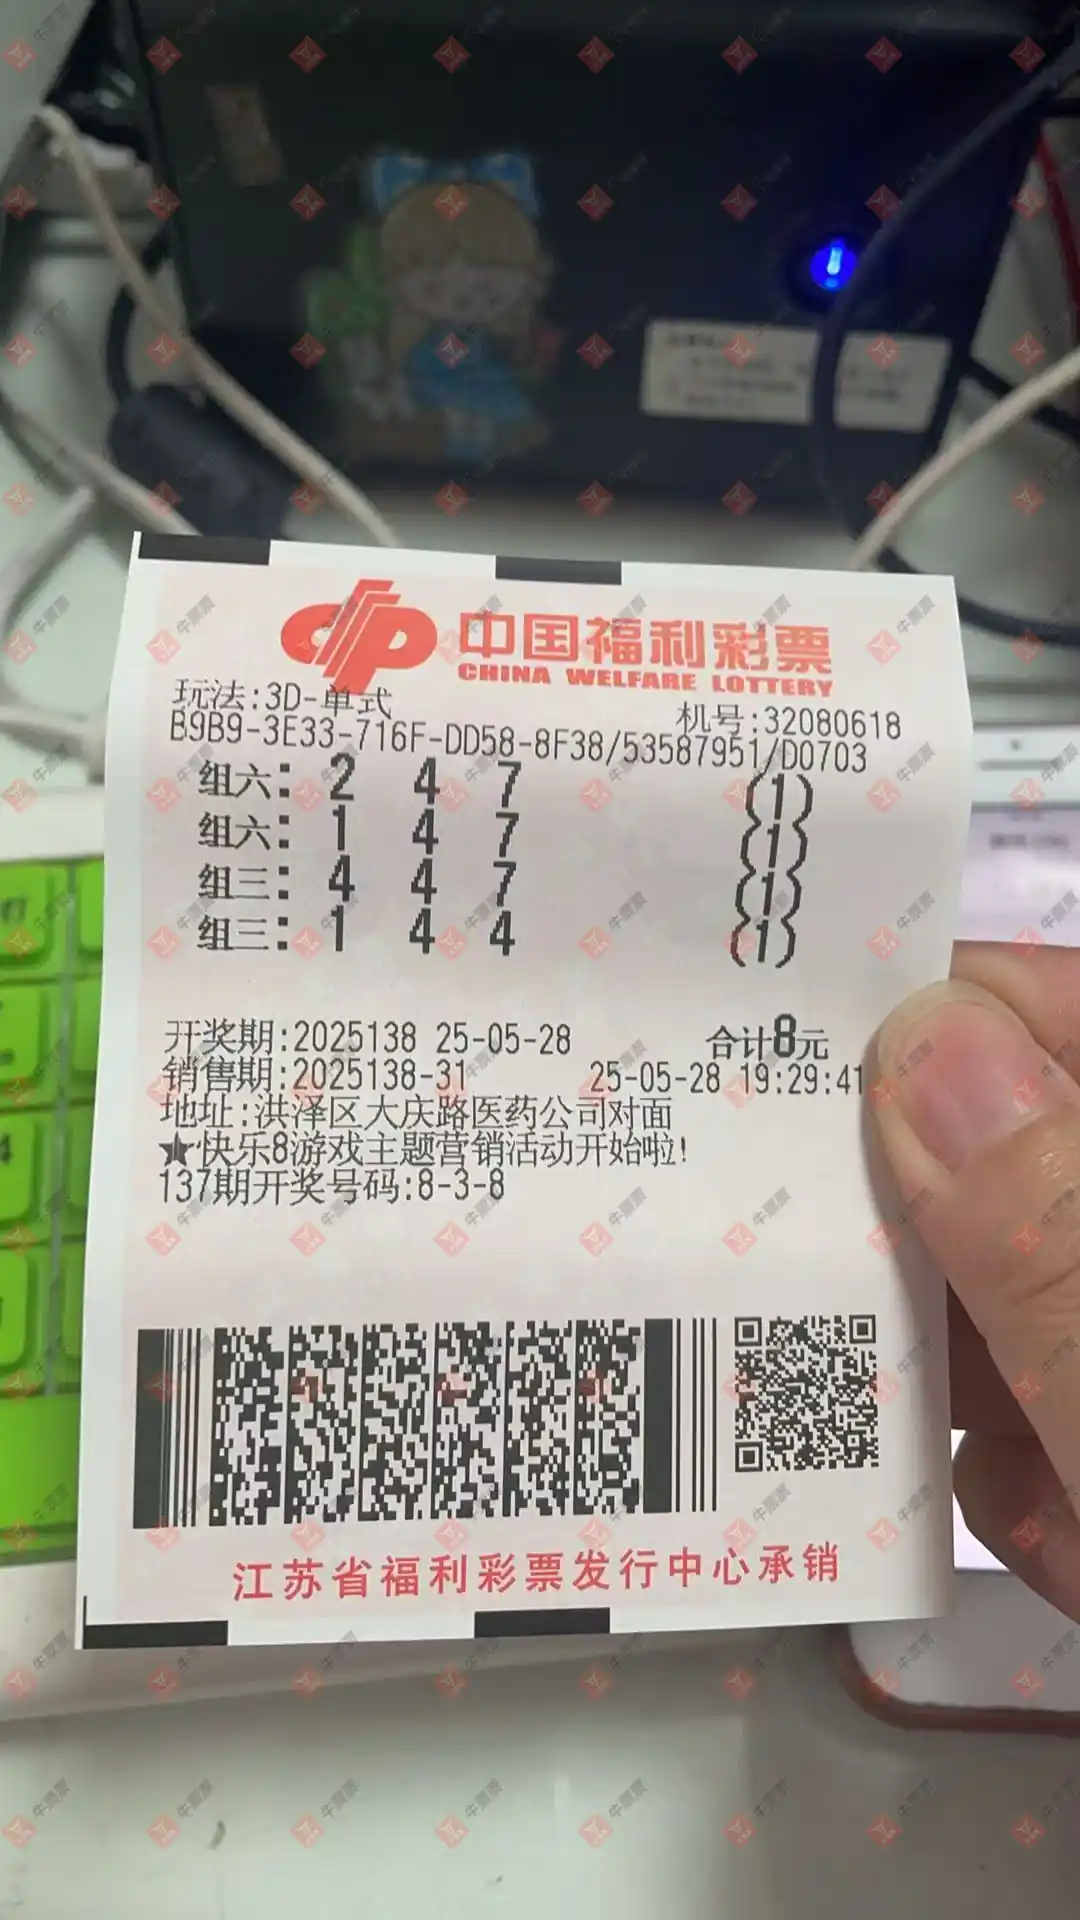 中国福利彩票
CHINA WELFARE LOTTERY
玩法:3D-单式
机号:32080618
B9B9-3E33-716F-DD58-8F38/53587951/D0703
组六: 2 4 7 (1)
组六: 1 4 7 (1)
组三: 4 4 7 (1)
组三: 1 4 4 (1)
开奖期:2025138 25-05-28 合计8元
销售期:2025138-31 25-05-28 19:29:41
地址:洪泽区大庆路医药公司对面
★快乐8游戏主题营销活动开始啦!
137期开奖号码:8-3-8
江苏省福利彩票发行中心承销
牛票票